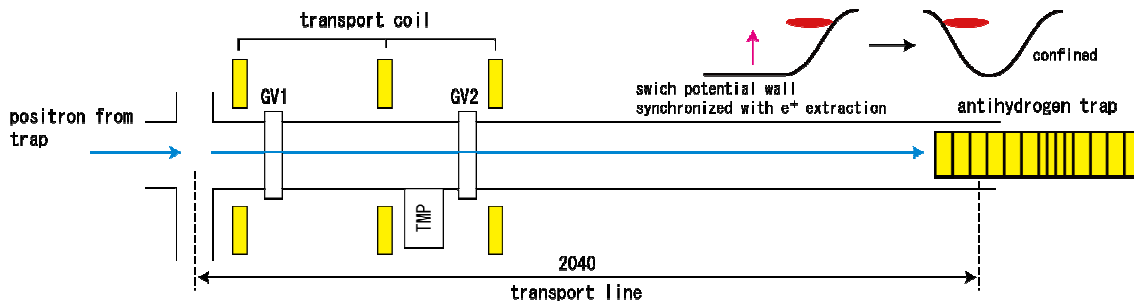 transport coil
GV1
GV2
positron from
trap
TMP
swich potential wall
synchronized with e⁺ extraction
confined
antihydrogen trap
2040
transport line